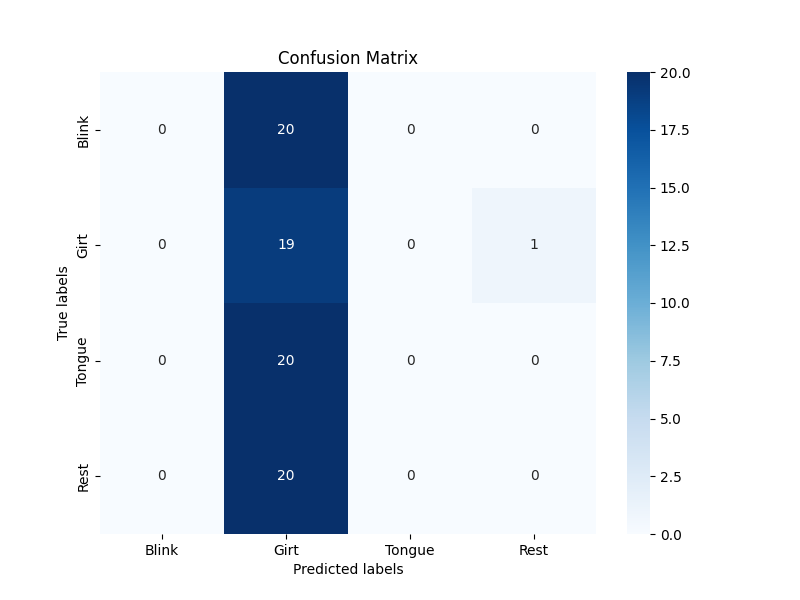 Confusion Matrix
True labels
Blink
0 20 0 0
Girt
0 19 0 1
Tongue
0 20 0 0
Rest
0 20 0 0
Blink Girt Tongue Rest
Predicted labels
20.0
17.5
15.0
12.5
10.0
7.5
5.0
2.5
0.0